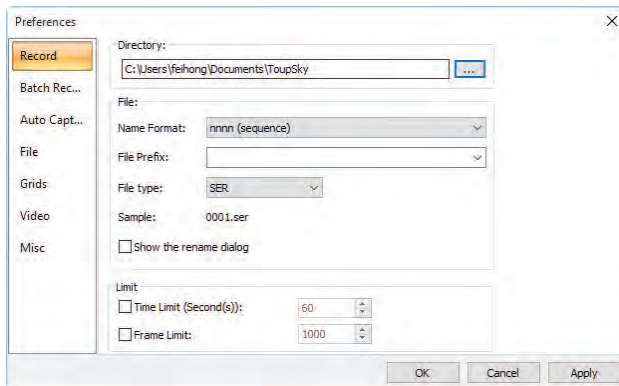 Preferences
Record
Batch Rec...
Auto Capt...
File
Grids
Video
Misc
Directory:
C:\Users\feihong\Documents\ToupSky
...
File:
Name Format: nnnn (sequence)
File Prefix:
File type: SER
Sample: 0001.ser
Show the rename dialog
Limit
Time Limit (Second(s)): 60
Frame Limit: 1000
OK Cancel Apply